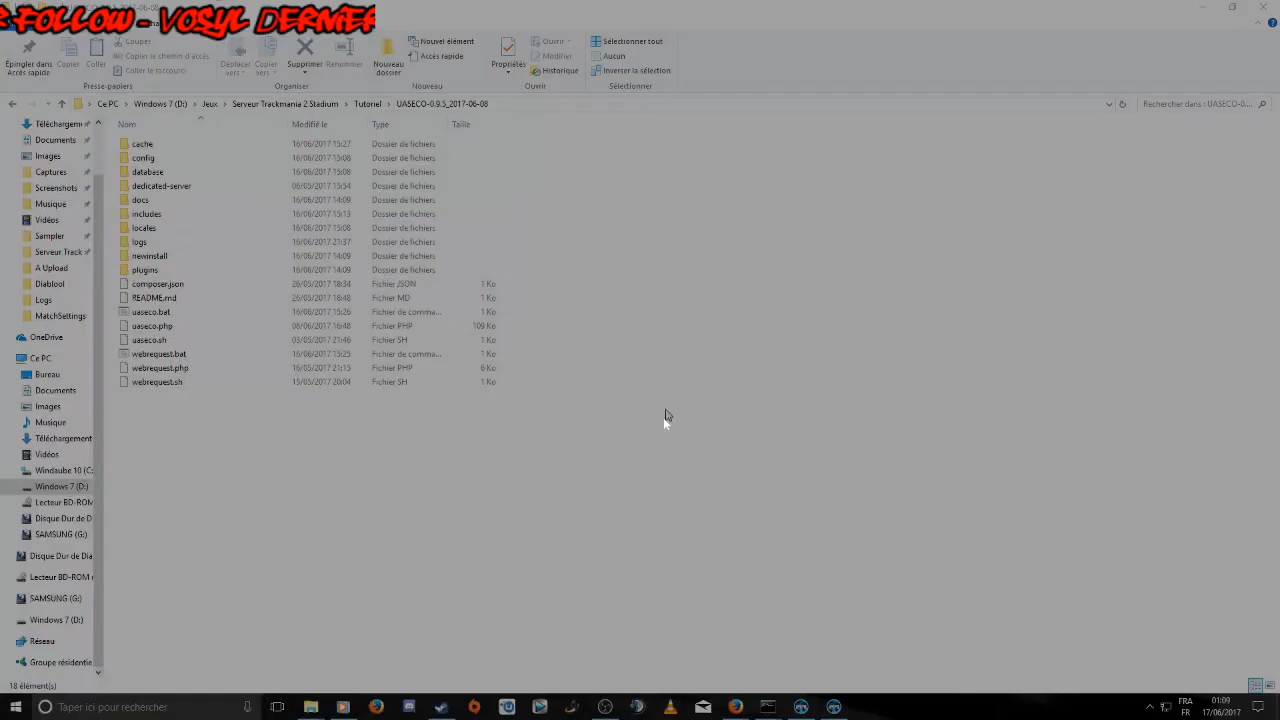 R FOLLOW - VOSYL DERNIER
Couper
Copier le chemin d'accès
Coller le raccourci
Épingler dans Accès rapide
Copier
Coller
Presse-papiers
Déplacer vers
Copier vers
Supprimer
Renommer
Organiser
Nouveau dossier
Nouvel élément
Accès rapide
Nouveau
Propriétés
Ouvrir
Modifier
Historique
Ouvrir
Sélectionner tout
Aucun
Inverser la sélection
Sélectionner
Ce PC > Windows 7 (D:) > Jeux > Serveur Trackmania 2 Stadium > Tutoriel > UASECO-0.9.5_2017-06-08
Rechercher dans : UASECO-0....
Nom Modifié le Type Taille
cache 16/06/2017 15:27 Dossier de fichiers
config 16/06/2017 15:08 Dossier de fichiers
database 16/06/2017 15:08 Dossier de fichiers
dedicated-server 06/05/2017 15:54 Dossier de fichiers
docs 16/06/2017 14:09 Dossier de fichiers
includes 16/06/2017 15:13 Dossier de fichiers
locales 16/06/2017 15:08 Dossier de fichiers
logs 16/06/2017 21:37 Dossier de fichiers
newinstall 16/06/2017 14:09 Dossier de fichiers
plugins 16/06/2017 14:09 Dossier de fichiers
composer.json 26/05/2017 18:34 Fichier JSON 1 Ko
README.md 26/05/2017 18:48 Fichier MD 1 Ko
uaseco.bat 16/06/2017 15:26 Fichier de comma... 1 Ko
uaseco.php 08/06/2017 16:48 Fichier PHP 109 Ko
uaseco.sh 03/05/2017 21:46 Fichier SH 1 Ko
webrequest.bat 16/06/2017 15:25 Fichier de comma... 1 Ko
webrequest.php 16/05/2017 21:15 Fichier PHP 6 Ko
webrequest.sh 15/05/2017 20:04 Fichier SH 1 Ko
Téléchargem
Documents
Images
Captures
Screenshots
Musique
Vidéos
Sampler
Serveur Track
A Upload
Diablool
Logs
MatchSettings
OneDrive
Ce PC
Bureau
Documents
Images
Musique
Téléchargement
Vidéos
Windaube 10 (C:
Windows 7 (D:)
Lecteur BD-ROM
Disque Dur de D
SAMSUNG (G:)
Disque Dur de Dia
Lecteur BD-ROM
SAMSUNG (G:)
Windows 7 (D:)
Réseau
Groupe résidentie
18 élément(s)
Taper ici pour rechercher
FRA
FR
01:09
17/06/2017